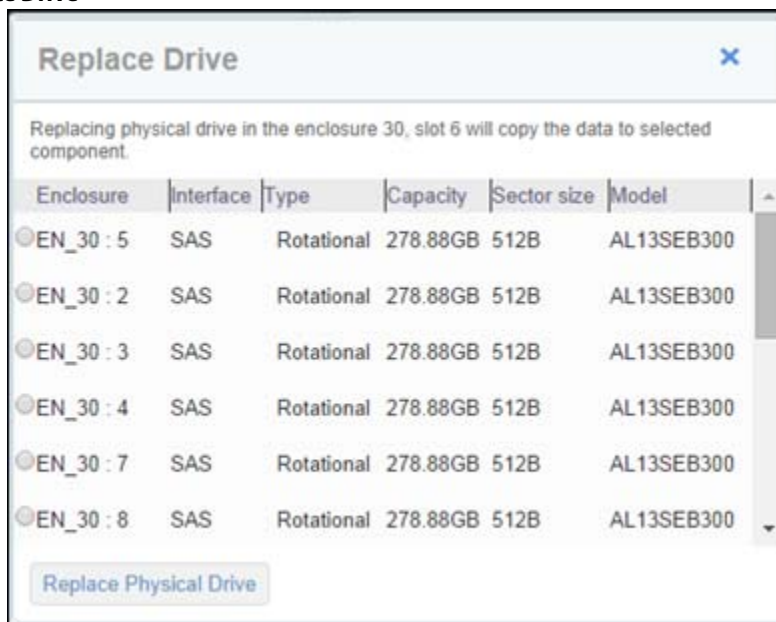 Replace Drive ×
Replacing physical drive in the enclosure 30, slot 6 will copy the data to selected
component.
Enclosure Interface Type Capacity Sector size Model
EN_30 : 5 SAS Rotational 278.88GB 512B AL13SEB300
EN_30 : 2 SAS Rotational 278.88GB 512B AL13SEB300
EN_30 : 3 SAS Rotational 278.88GB 512B AL13SEB300
EN_30 : 4 SAS Rotational 278.88GB 512B AL13SEB300
EN_30 : 7 SAS Rotational 278.88GB 512B AL13SEB300
EN_30 : 8 SAS Rotational 278.88GB 512B AL13SEB300
Replace Physical Drive